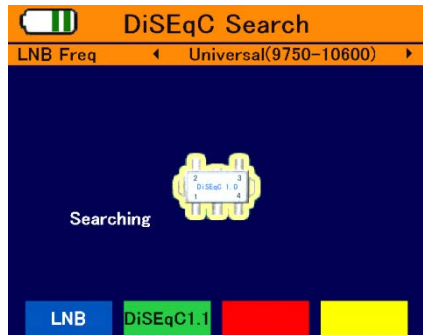 DiSEqC Search
LNB Freq Universal(9750-10600)
2 3
DiSEqC 1.0
1 4
Searching
LNB DiSEqC1.1